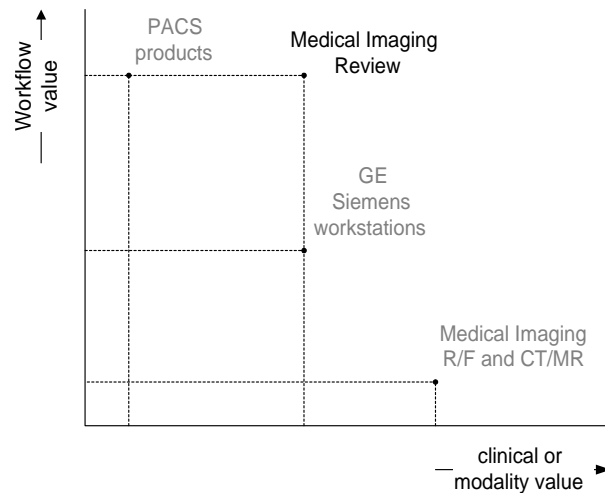 Workflow
value
PACS
products
Medical Imaging
Review
GE
Siemens
workstations
Medical Imaging
R/F and CT/MR
clinical or
modality value